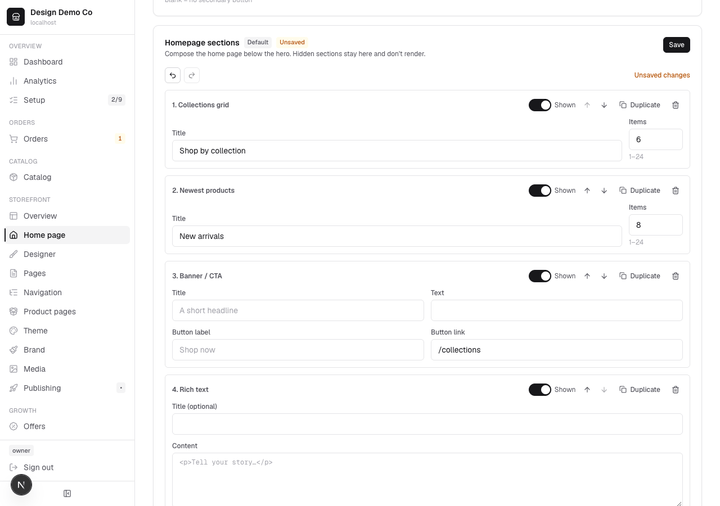 Design Demo Co
localhost
OVERVIEW
Dashboard
Analytics
Setup 2/9
ORDERS
Orders 1
CATALOG
Catalog
STOREFRONT
Overview
Home page
Designer
Pages
Navigation
Product pages
Theme
Brand
Media
Publishing
GROWTH
Offers
owner
Sign out
N
Homepage sections Default Unsaved
Compose the home page below the hero. Hidden sections stay here and don't render.
Save
Unsaved changes
1. Collections grid Shown Duplicate
Title Items
Shop by collection 6
1–24
2. Newest products Shown Duplicate
Title Items
New arrivals 8
1–24
3. Banner / CTA Shown Duplicate
Title Text
A short headline
Button label Button link
Shop now /collections
4. Rich text Shown Duplicate
Title (optional)
Content
<p>Tell your story…</p>